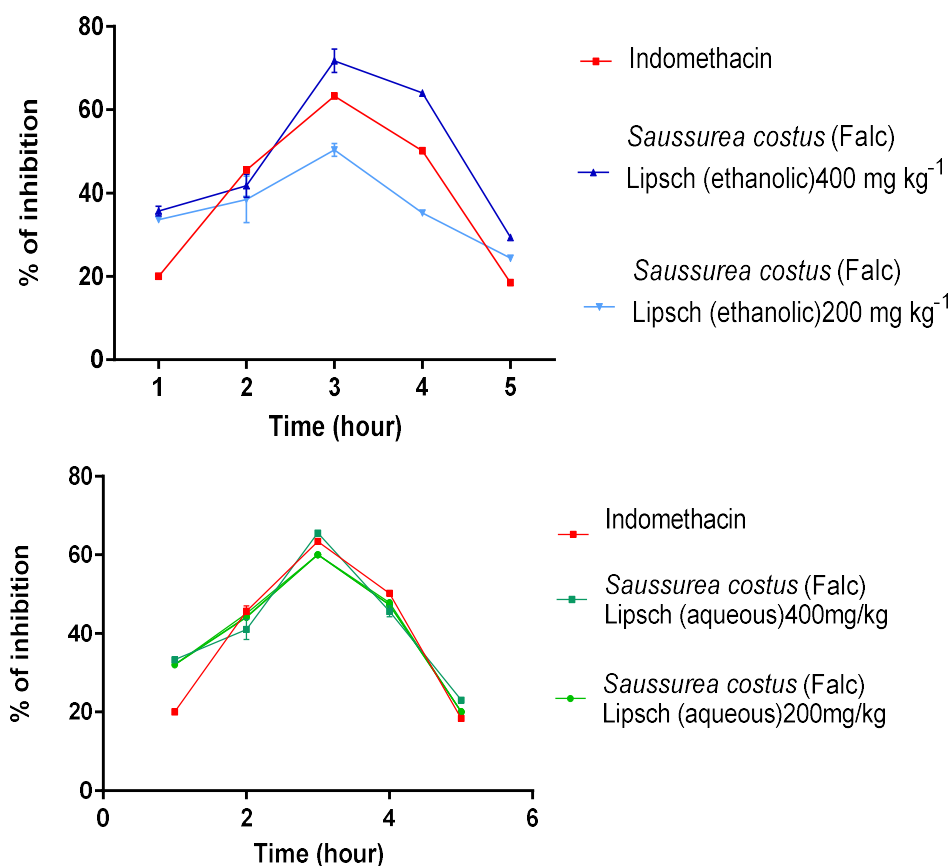 80
60
40
20
0
% of inhibition
1 2 3 4 5
Time (hour)
Indomethacin
Saussurea costus (Falc)
Lipsch (ethanolic)400 mg kg⁻¹
Saussurea costus (Falc)
Lipsch (ethanolic)200 mg kg⁻¹
80
60
40
20
0
% of inhibition
0 2 4 6
Time (hour)
Indomethacin
Saussurea costus (Falc)
Lipsch (aqueous)400mg/kg
Saussurea costus (Falc)
Lipsch (aqueous)200mg/kg